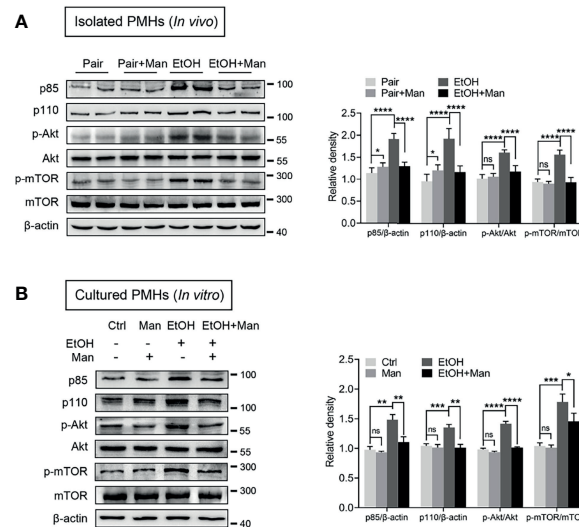 A
Isolated PMHs (In vivo)
Pair Pair+Man EtOH EtOH+Man
p85
100
p110
100
p-Akt
55
Akt
55
p-mTOR
300
mTOR
300
β-actin
40
Pair EtOH
Pair+Man EtOH+Man
Relative density
2.5
2.0
1.5
1.0
0.5
0.0
**** **** **** **** **** **** **** ****
* * ns ns
p85/β-actin p110/β-actin p-Akt/Akt p-mTOR/mTO
B
Cultured PMHs (In vitro)
Ctrl Man EtOH EtOH+Man
EtOH - - + +
Man - + - +
p85
100
p110
100
p-Akt
55
Akt
55
p-mTOR
300
mTOR
300
β-actin
40
Ctrl EtOH
Man EtOH+Man
Relative density
2.5
2.0
1.5
1.0
0.5
0.0
** ** *** ** **** **** *** *
ns ns ns ns
p85/β-actin p110/β-actin p-Akt/Akt p-mTOR/mTO